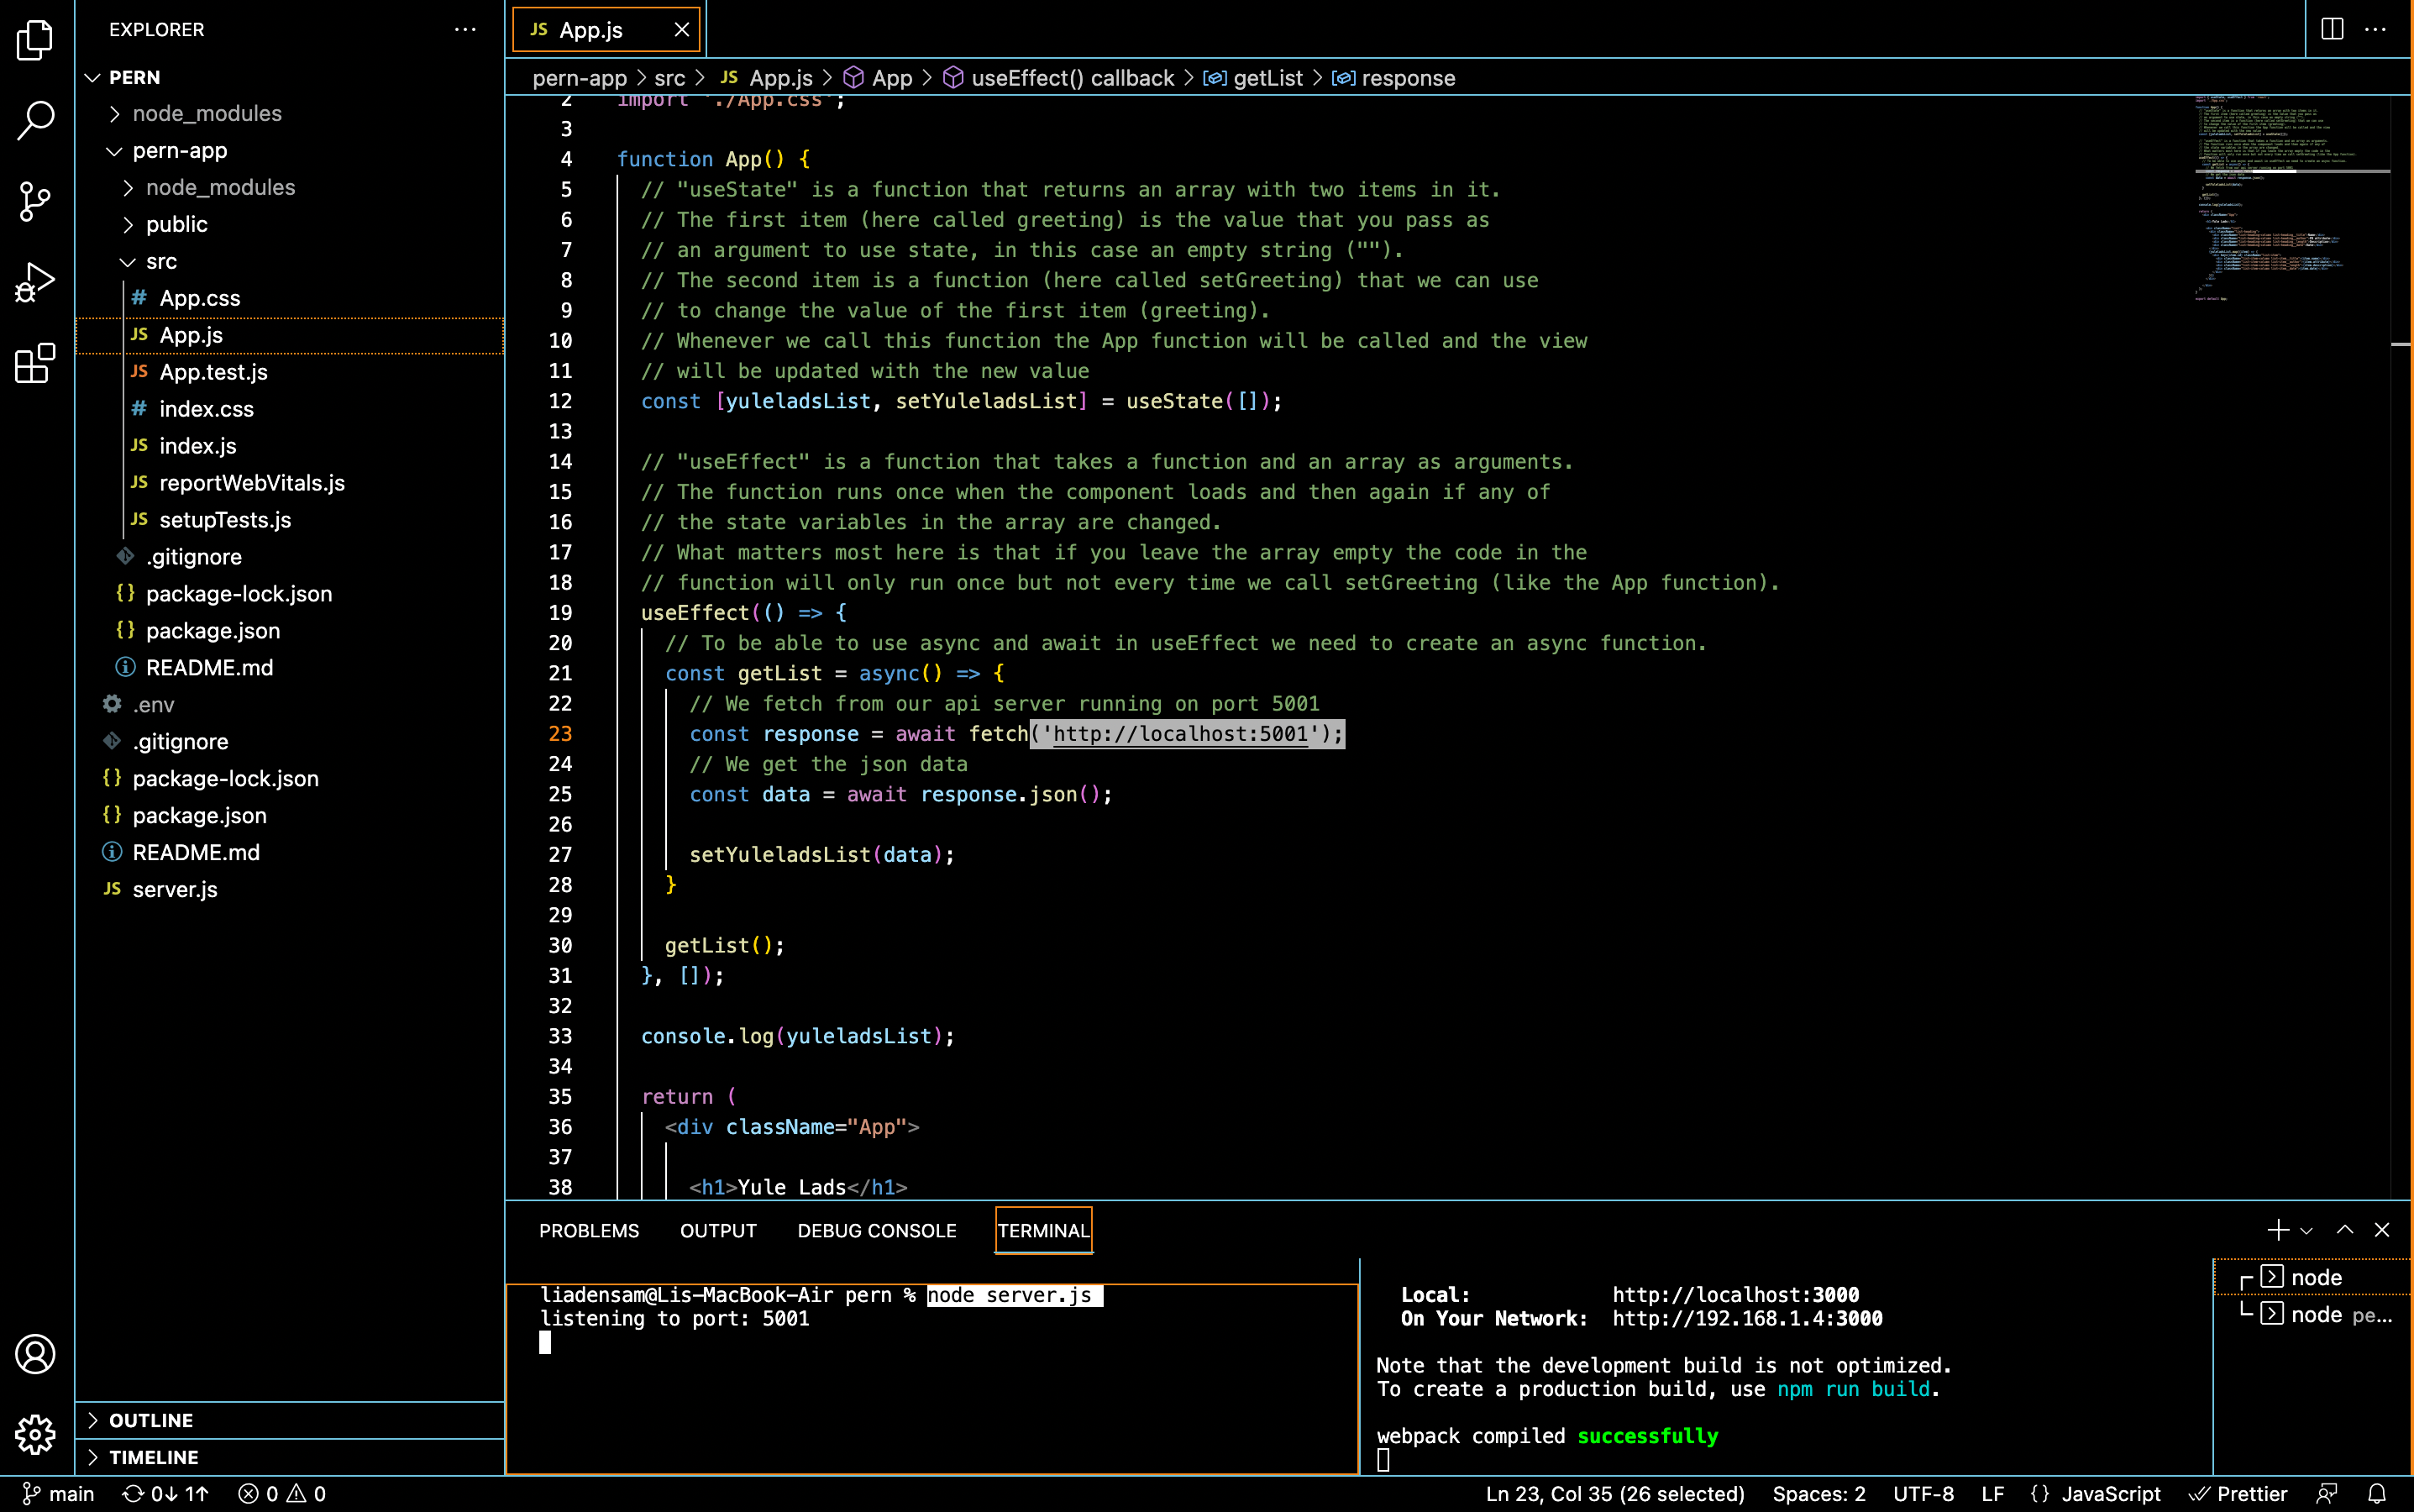 EXPLORER
PERN
node_modules
pern-app
node_modules
public
src
# App.css
JS App.js
JS App.test.js
# index.css
JS index.js
JS reportWebVitals.js
JS setupTests.js
.gitignore
{} package-lock.json
{} package.json
README.md
.env
.gitignore
{} package-lock.json
{} package.json
README.md
JS server.js
OUTLINE
TIMELINE
JS App.js
pern-app > src > JS App.js > App > useEffect() callback > getList > response
2 import './App.css';
3
4 function App() {
5 // "useState" is a function that returns an array with two items in it.
6 // The first item (here called greeting) is the value that you pass as
7 // an argument to use state, in this case an empty string ("").
8 // The second item is a function (here called setGreeting) that we can use
9 // to change the value of the first item (greeting).
10 // Whenever we call this function the App function will be called and the view
11 // will be updated with the new value
12 const [yuleladsList, setYuleladsList] = useState([]);
13
14 // "useEffect" is a function that takes a function and an array as arguments.
15 // The function runs once when the component loads and then again if any of
16 // the state variables in the array are changed.
17 // What matters most here is that if you leave the array empty the code in the
18 // function will only run once but not every time we call setGreeting (like the App function).
19 useEffect(() => {
20 // To be able to use async and await in useEffect we need to create an async function.
21 const getList = async() => {
22 // We fetch from our api server running on port 5001
23 const response = await fetch('http://localhost:5001');
24 // We get the json data
25 const data = await response.json();
26
27 setYuleladsList(data);
28 }
29
30 getList();
31 }, []);
32
33 console.log(yuleladsList);
34
35 return (
36 <div className="App">
37
38 <h1>Yule Lads</h1>
PROBLEMS OUTPUT DEBUG CONSOLE TERMINAL
liadensam@Lis-MacBook-Air pern % node server.js
listening to port: 5001
Local: http://localhost:3000
On Your Network: http://192.168.1.4:3000
Note that the development build is not optimized.
To create a production build, use npm run build.
webpack compiled successfully
node
node pe...
main 0↓ 1↑ 0 0 Ln 23, Col 35 (26 selected) Spaces: 2 UTF-8 LF {} JavaScript Prettier